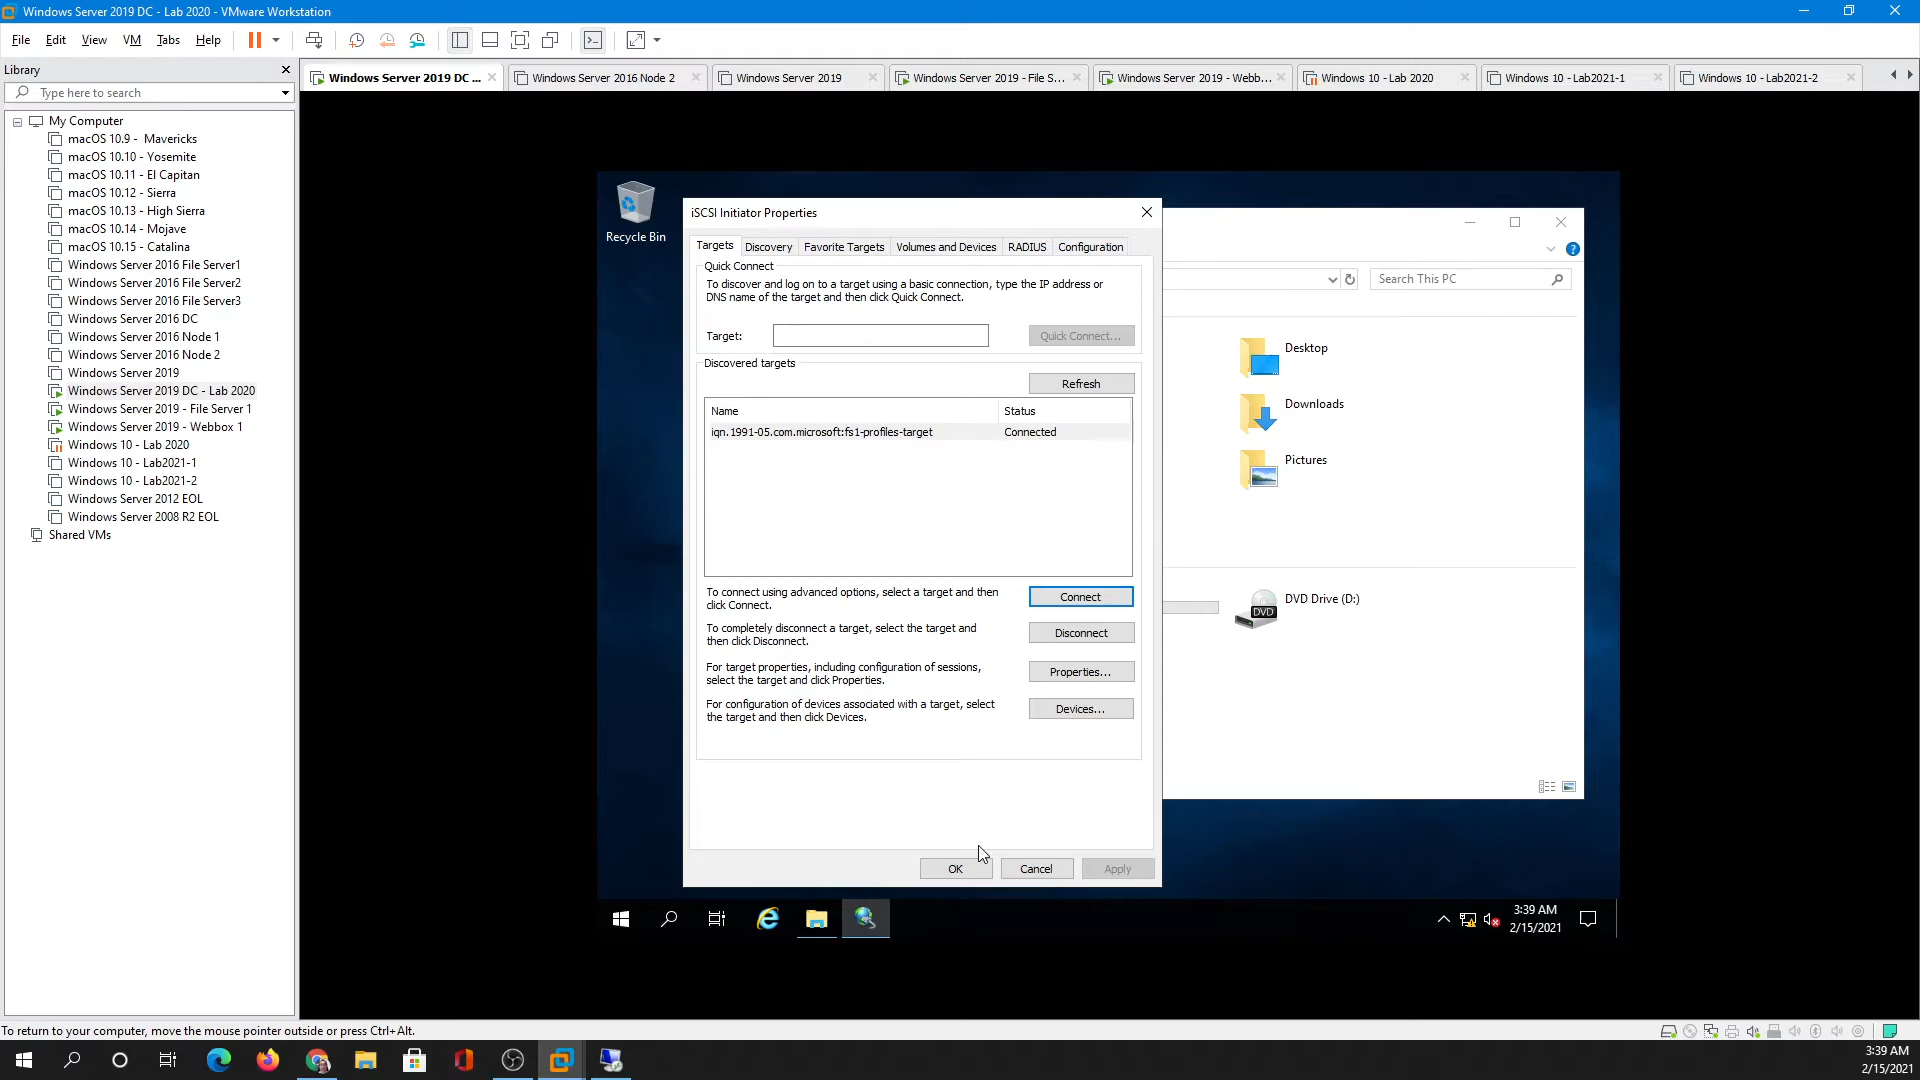 Windows Server 2019 DC - Lab 2020 - VMware Workstation
File Edit View VM Tabs Help
Library
Type here to search
My Computer
macOS 10.9 - Mavericks
macOS 10.10 - Yosemite
macOS 10.11 - El Capitan
macOS 10.12 - Sierra
macOS 10.13 - High Sierra
macOS 10.14 - Mojave
macOS 10.15 - Catalina
Windows Server 2016 File Server1
Windows Server 2016 File Server2
Windows Server 2016 File Server3
Windows Server 2016 DC
Windows Server 2016 Node 1
Windows Server 2016 Node 2
Windows Server 2019
Windows Server 2019 DC - Lab 2020
Windows Server 2019 - File Server 1
Windows Server 2019 - Webbox 1
Windows 10 - Lab 2020
Windows 10 - Lab2021-1
Windows 10 - Lab2021-2
Windows Server 2012 EOL
Windows Server 2008 R2 EOL
Shared VMs
Windows Server 2019 DC ... Windows Server 2016 Node 2 Windows Server 2019 Windows Server 2019 - File S... Windows Server 2019 - Webb... Windows 10 - Lab 2020 Windows 10 - Lab2021-1 Windows 10 - Lab2021-2
Recycle Bin
iSCSI Initiator Properties
Targets Discovery Favorite Targets Volumes and Devices RADIUS Configuration
Quick Connect
To discover and log on to a target using a basic connection, type the IP address or
DNS name of the target and then click Quick Connect.
Target: Quick Connect...
Discovered targets
Refresh
Name Status
iqn.1991-05.com.microsoft:fs1-profiles-target Connected
To connect using advanced options, select a target and then
click Connect.
Connect
To completely disconnect a target, select the target and
then click Disconnect.
Disconnect
For target properties, including configuration of sessions,
select the target and click Properties.
Properties...
For configuration of devices associated with a target, select
the target and then click Devices.
Devices...
OK Cancel Apply
Search This PC
Desktop
Downloads
Pictures
DVD Drive (D:)
DVD
3:39 AM
2/15/2021
To return to your computer, move the mouse pointer outside or press Ctrl+Alt.
3:39 AM
2/15/2021